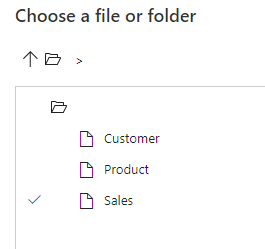 Choose a file or folder
>
Customer
Product
Sales